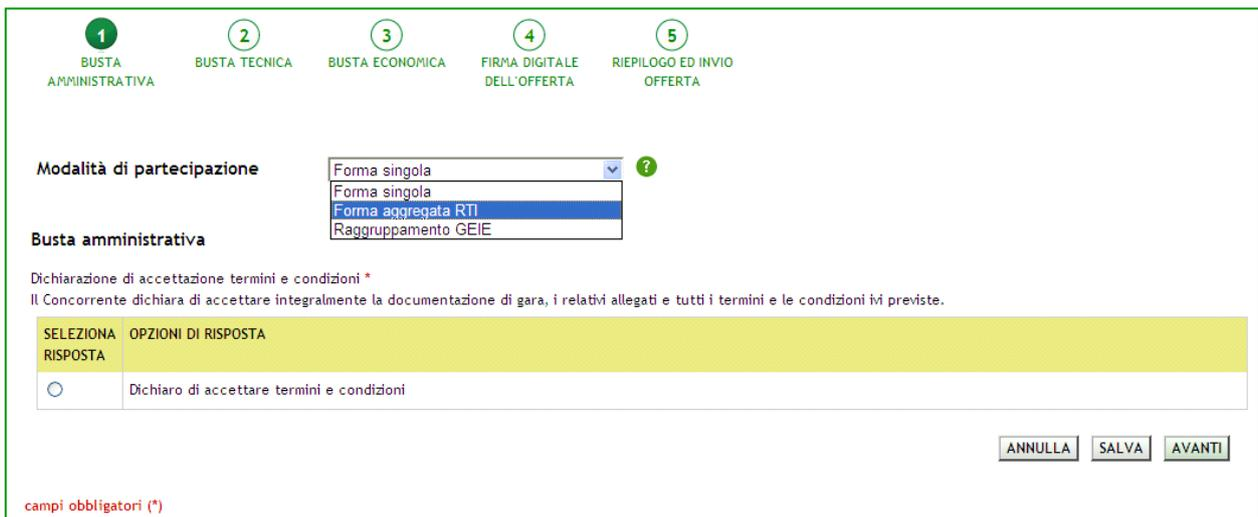 1 2 3 4 5
BUSTA AMMINISTRATIVA
BUSTA TECNICA
BUSTA ECONOMICA
FIRMA DIGITALE DELL'OFFERTA
RIEPILOGO ED INVIO OFFERTA
Modalità di partecipazione
Forma singola
?
Forma singola
Forma aggregata RTI
Raggruppamento GEIE
Busta amministrativa
Dichiarazione di accettazione termini e condizioni *
Il Concorrente dichiara di accettare integralmente la documentazione di gara, i relativi allegati e tutti i termini e le condizioni ivi previste.
SELEZIONA RISPOSTA
OPZIONI DI RISPOSTA
Dichiaro di accettare termini e condizioni
ANNULLA SALVA AVANTI
campi obbligatori (*)